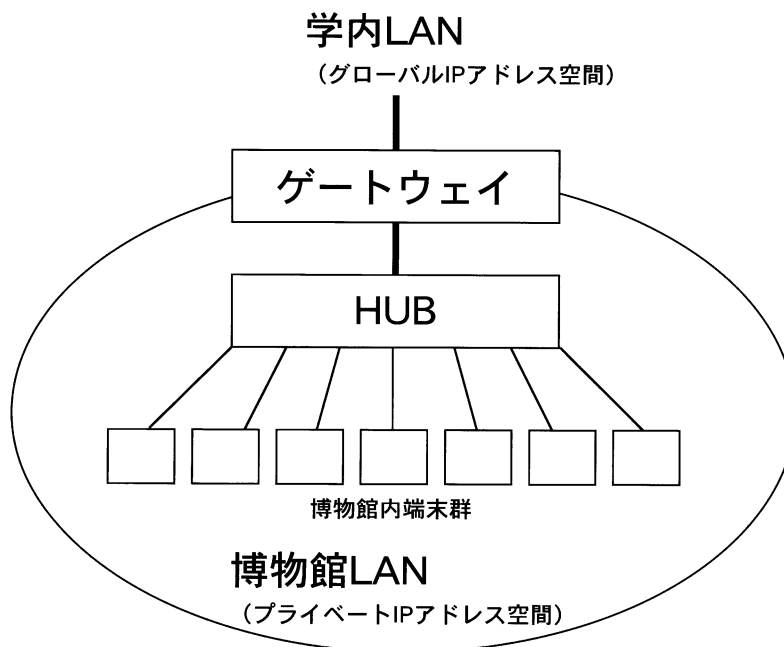 学内LAN
（グローバルIPアドレス空間）
ゲートウェイ
HUB
博物館内端末群
博物館LAN
（プライベートIPアドレス空間）